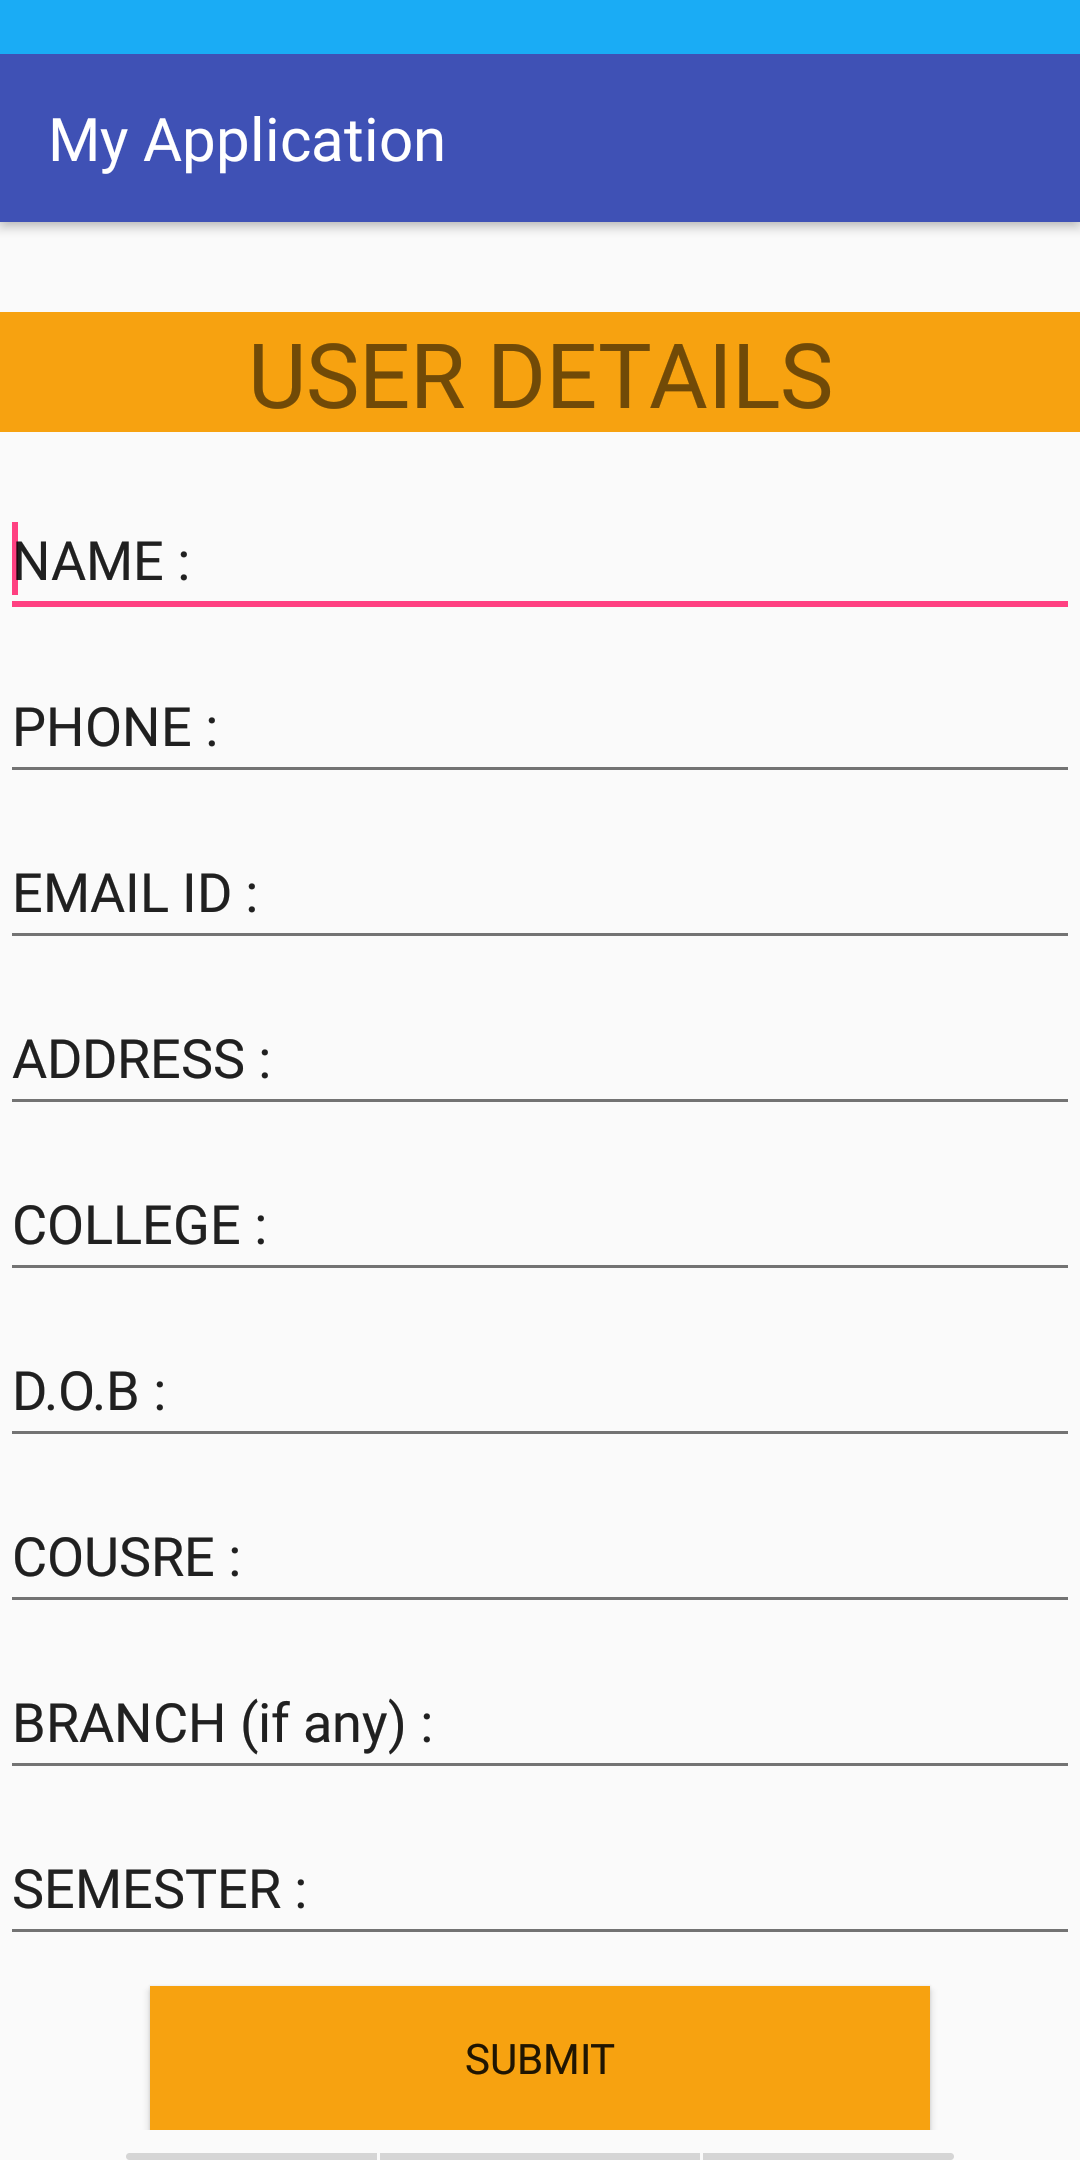 My Application
USER DETAILS
NAME :
PHONE :
EMAIL ID :
ADDRESS :
COLLEGE :
D.O.B :
COUSRE :
BRANCH (if any) :
SEMESTER :
SUBMIT